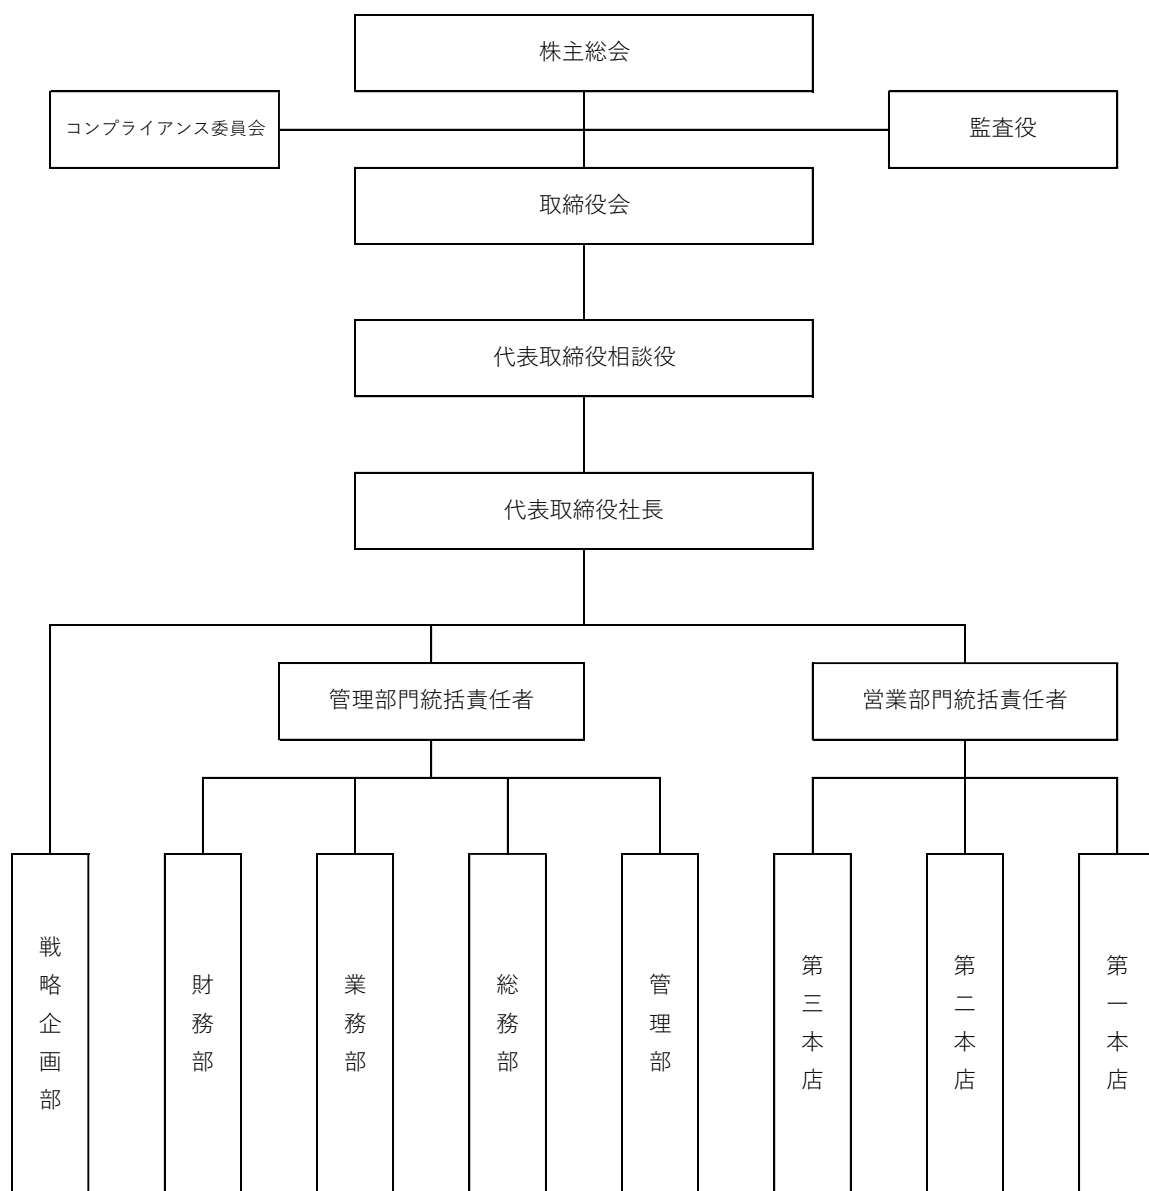 株主総会
コンプライアンス委員会
監査役
取締役会
代表取締役相談役
代表取締役社長
管理部門統括責任者
営業部門統括責任者
戦略企画部
財務部
業務部
総務部
管理部
第三本店
第二本店
第一本店